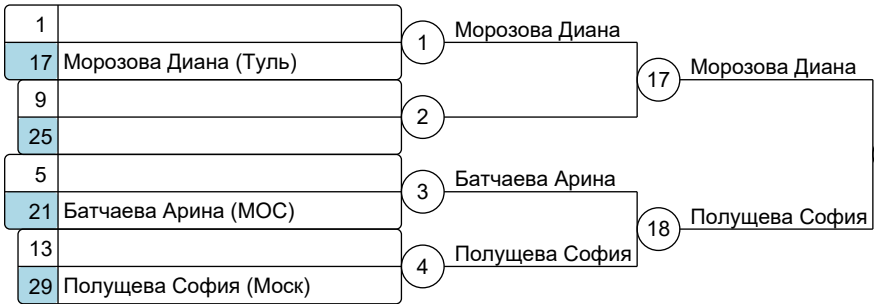 1
17 Морозова Диана (Туль)
9
25
5
21 Батчаева Арина (МОС)
13
29 Полущева София (Моск)
1 Морозова Диана
2
3 Батчаева Арина
4 Полущева София
17 Морозова Диана
18 Полущева София